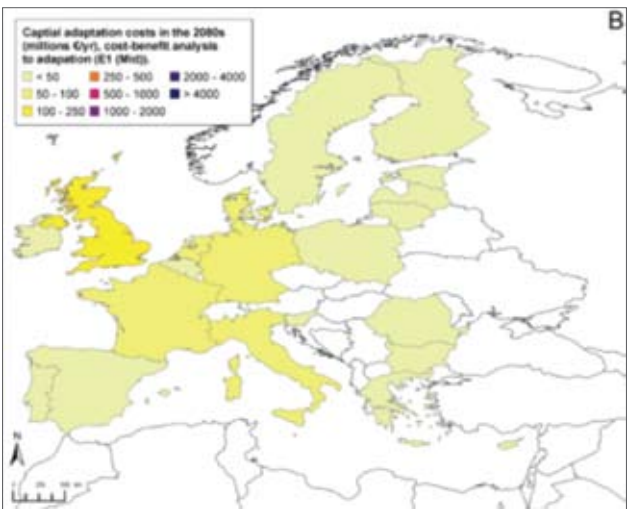 B
Captial adaptation costs in the 2080s
(millions €/yr), cost-benefit analysis
to adapation (E1 (Mid)).
< 50
250 - 500
2000 - 4000
50 - 100
500 - 1000
> 4000
100 - 250
1000 - 2000
N